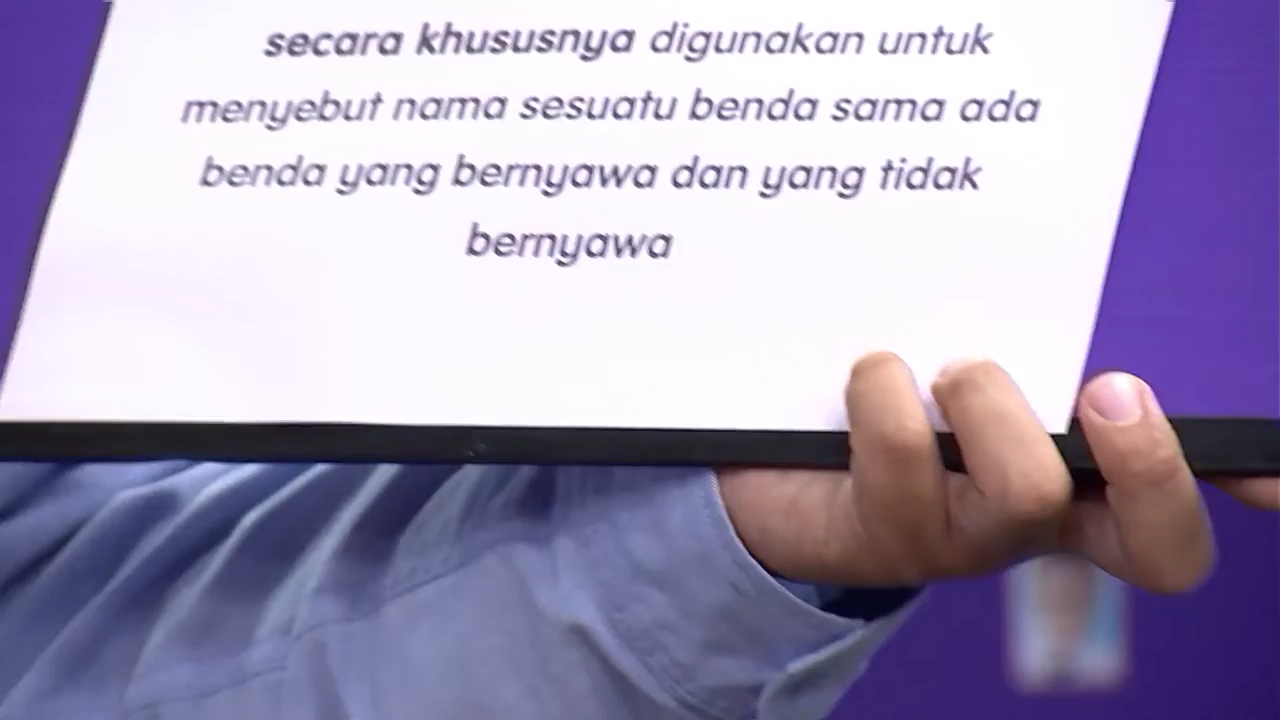 secara khususnya digunakan untuk
menyebut nama sesuatu benda sama ada
benda yang bernyawa dan yang tidak
bernyawa